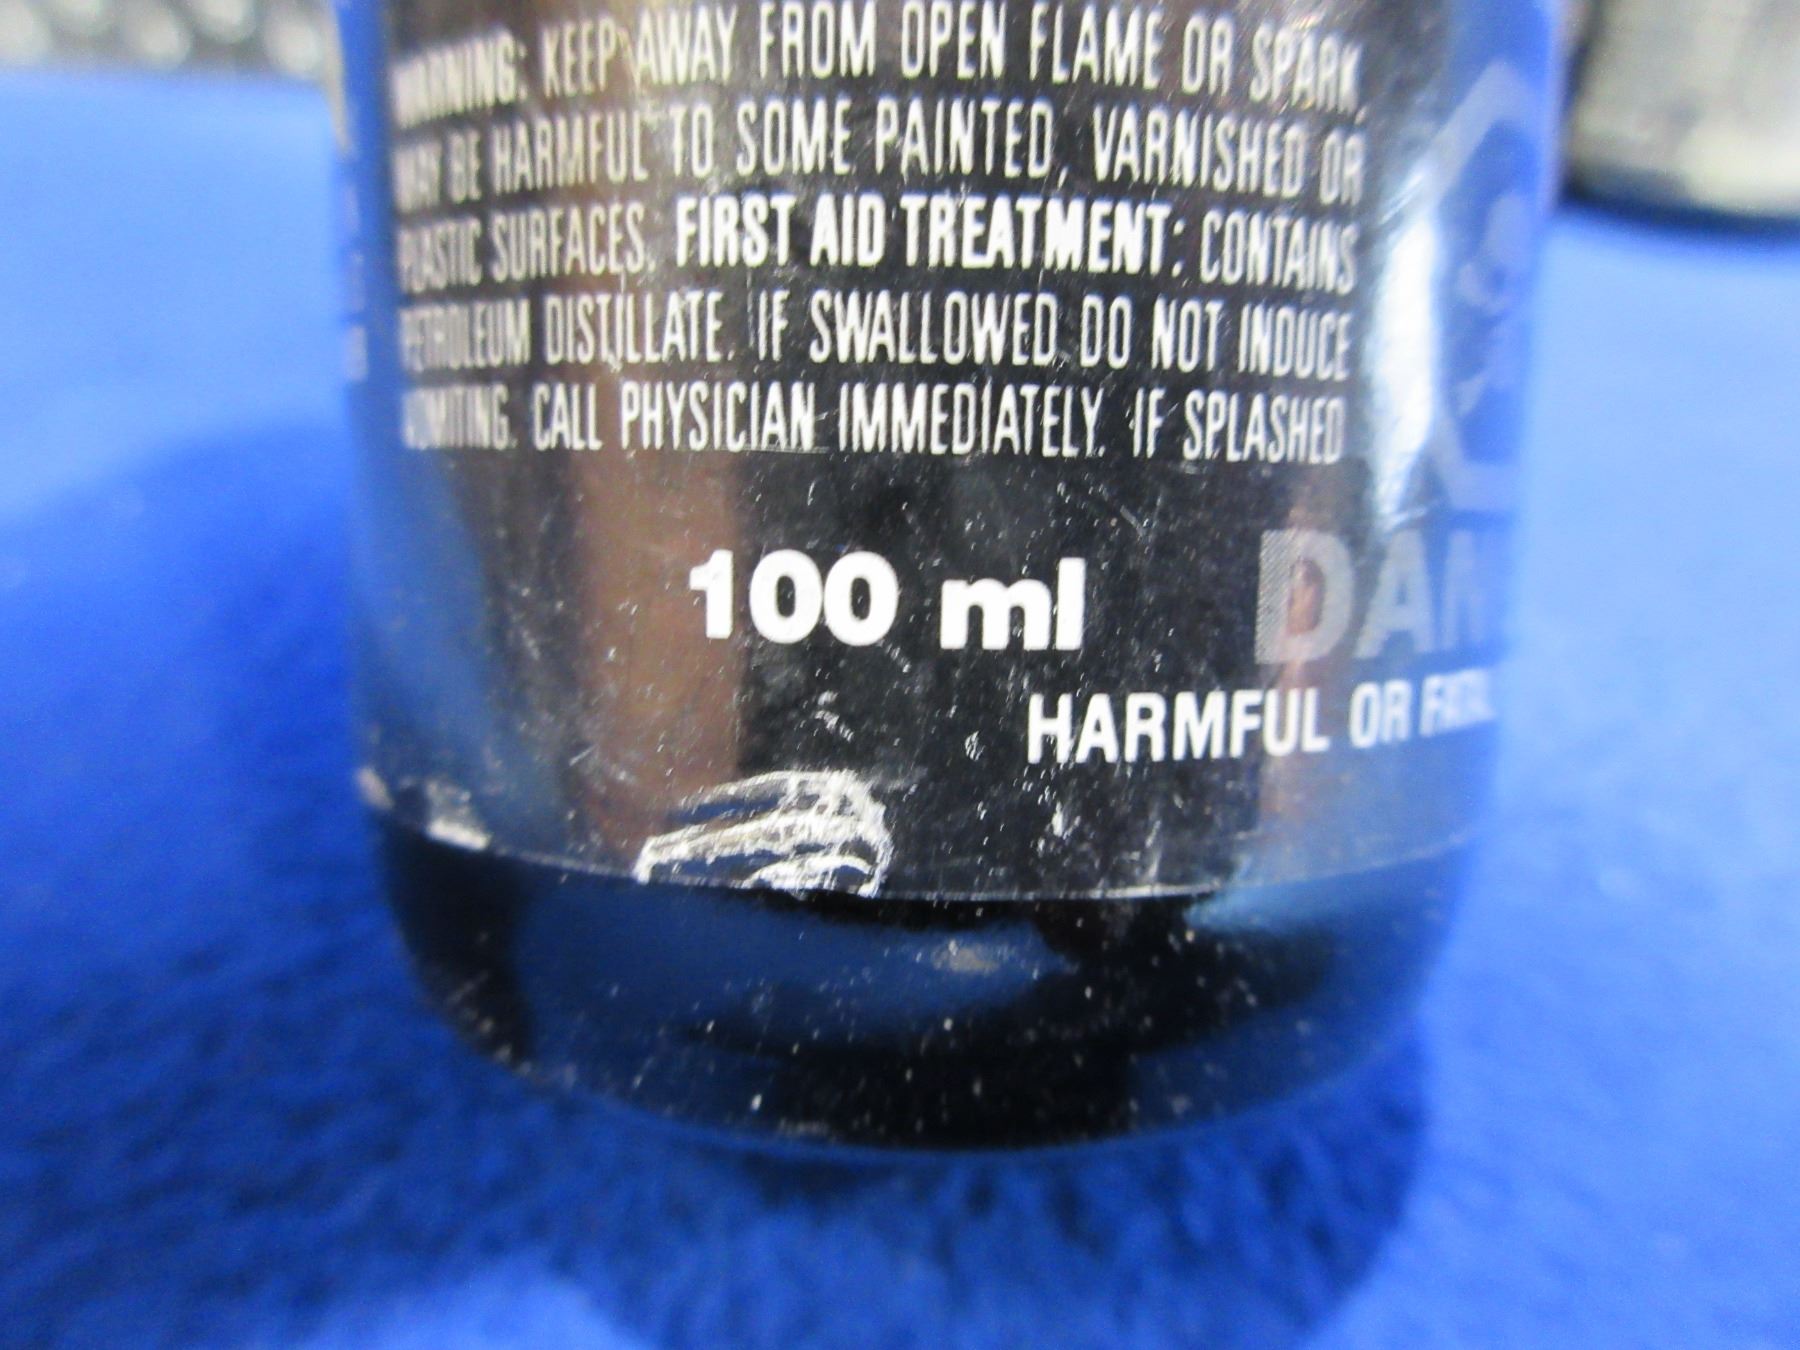 WARNING: KEEP AWAY FROM OPEN FLAME OR SPARK.
MAY BE HARMFUL TO SOME PAINTED, VARNISHED OR
PLASTIC SURFACES. FIRST AID TREATMENT: CONTAINS
PETROLEUM DISTILLATE. IF SWALLOWED DO NOT INDUCE
VOMITING. CALL PHYSICIAN IMMEDIATELY. IF SPLASHED
100 ml
DAN
HARMFUL OR FATAL